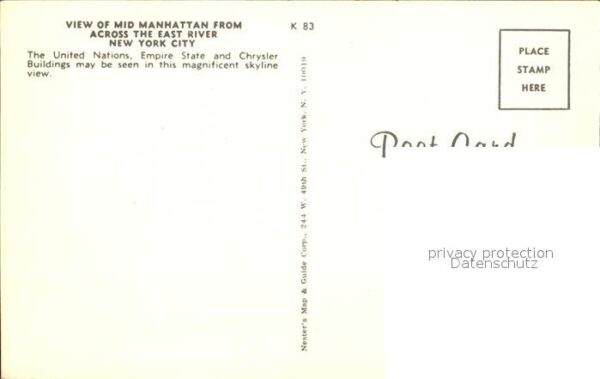 VIEW OF MID MANHATTAN FROM
ACROSS THE EAST RIVER
NEW YORK CITY
The United Nations, Empire State and Chrysler
Buildings may be seen in this magnificent skyline
view.
K 83
Nester's Map & Guide Corp., 244 W. 49th St., New York, N. Y. 10019
PLACE
STAMP
HERE
Post Card
privacy protection
Datenschutz